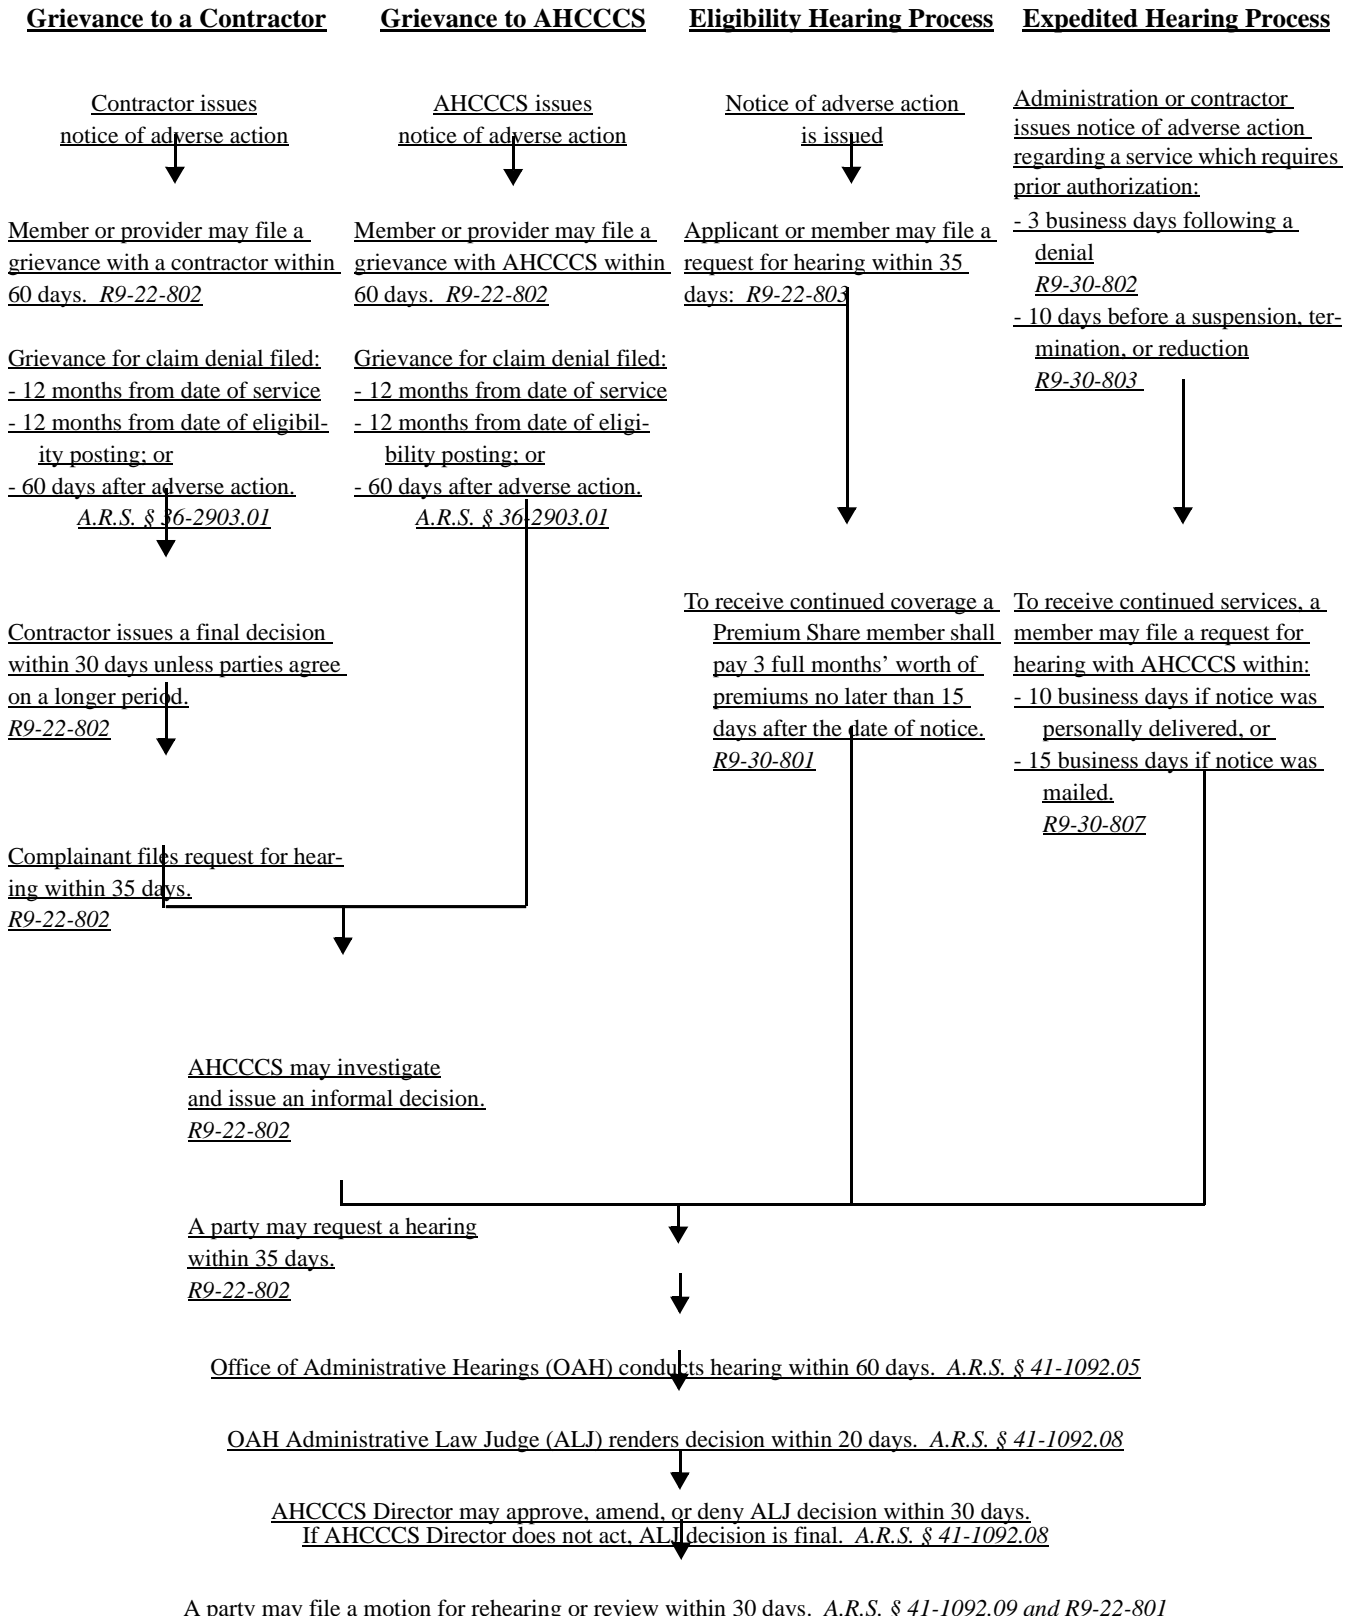 Grievance to a Contractor
Contractor issues
notice of adverse action
Member or provider may file a
grievance with a contractor within
60 days. R9-22-802
Grievance for claim denial filed:
- 12 months from date of service
- 12 months from date of eligibil-
ity posting; or
- 60 days after adverse action.
A.R.S. § 36-2903.01
Contractor issues a final decision
within 30 days unless parties agree
on a longer period.
R9-22-802
Complainant files request for hear-
ing within 35 days.
R9-22-802
Grievance to AHCCCS
AHCCCS issues
notice of adverse action
Member or provider may file a
grievance with AHCCCS within
60 days. R9-22-802
Grievance for claim denial filed:
- 12 months from date of service
- 12 months from date of eligi-
bility posting; or
- 60 days after adverse action.
A.R.S. § 36-2903.01
Eligibility Hearing Process
Notice of adverse action
is issued
Applicant or member may file a
request for hearing within 35
days: R9-22-803
To receive continued coverage a
Premium Share member shall
pay 3 full months’ worth of
premiums no later than 15
days after the date of notice.
R9-30-801
Expedited Hearing Process
Administration or contractor
issues notice of adverse action
regarding a service which requires
prior authorization:
- 3 business days following a
denial
R9-30-802
- 10 days before a suspension, ter-
mination, or reduction
R9-30-803
To receive continued services, a
member may file a request for
hearing with AHCCCS within:
- 10 business days if notice was
personally delivered, or
- 15 business days if notice was
mailed.
R9-30-807
AHCCCS may investigate
and issue an informal decision.
R9-22-802
A party may request a hearing
within 35 days.
R9-22-802
Office of Administrative Hearings (OAH) conducts hearing within 60 days. A.R.S. § 41-1092.05
OAH Administrative Law Judge (ALJ) renders decision within 20 days. A.R.S. § 41-1092.08
AHCCCS Director may approve, amend, or deny ALJ decision within 30 days.
If AHCCCS Director does not act, ALJ decision is final. A.R.S. § 41-1092.08
A party may file a motion for rehearing or review within 30 days. A.R.S. § 41-1092.09 and R9-22-801